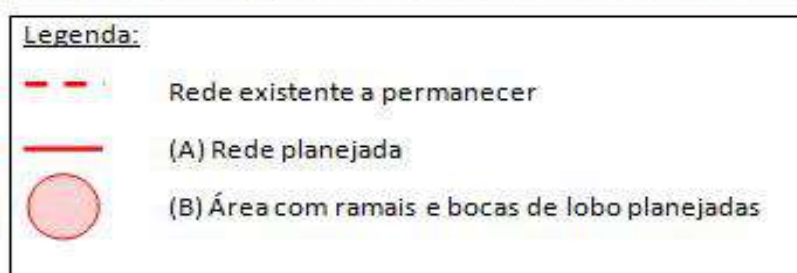 Legenda:
Rede existente a permanecer
(A) Rede planejada
(B) Área com ramais e bocas de lobo planejadas